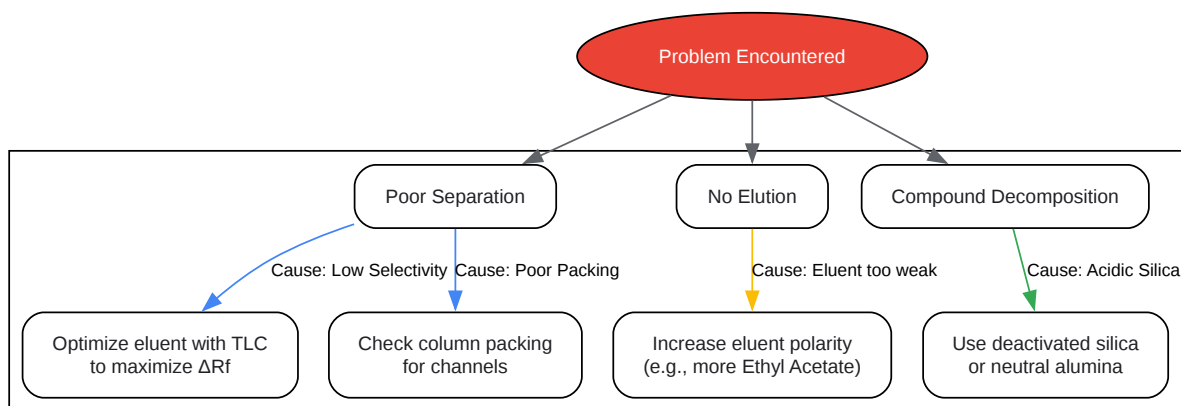 Problem Encountered
Poor Separation
No Elution
Compound Decomposition
Cause: Low Selectivity
Cause: Poor Packing
Cause: Eluent too weak
Cause: Acidic Silica
Optimize eluent with TLC
to maximize ΔRf
Check column packing
for channels
Increase eluent polarity
(e.g., more Ethyl Acetate)
Use deactivated silica
or neutral alumina